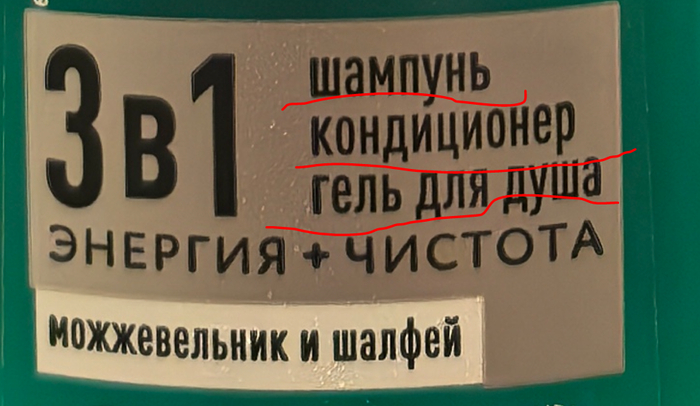 3в1
шампунь
кондиционер
гель для душа
ЭНЕРГИЯ + ЧИСТОТА
можжевельник и шалфей